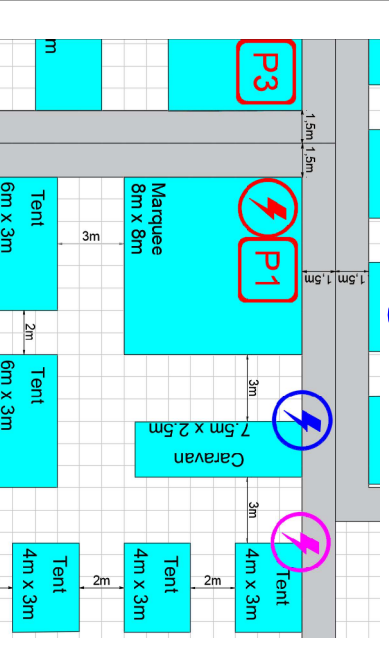 m
P3
1,5m
1,5m
Tent
6m x 3m
3m
Marquee
8m x 8m
P1
1,5m
1,5m
2m
Tent
6m x 3m
3m
7.5m x 2.5m
Caravan
3m
Tent
4m x 3m
2m
Tent
4m x 3m
2m
Tent
4m x 3m